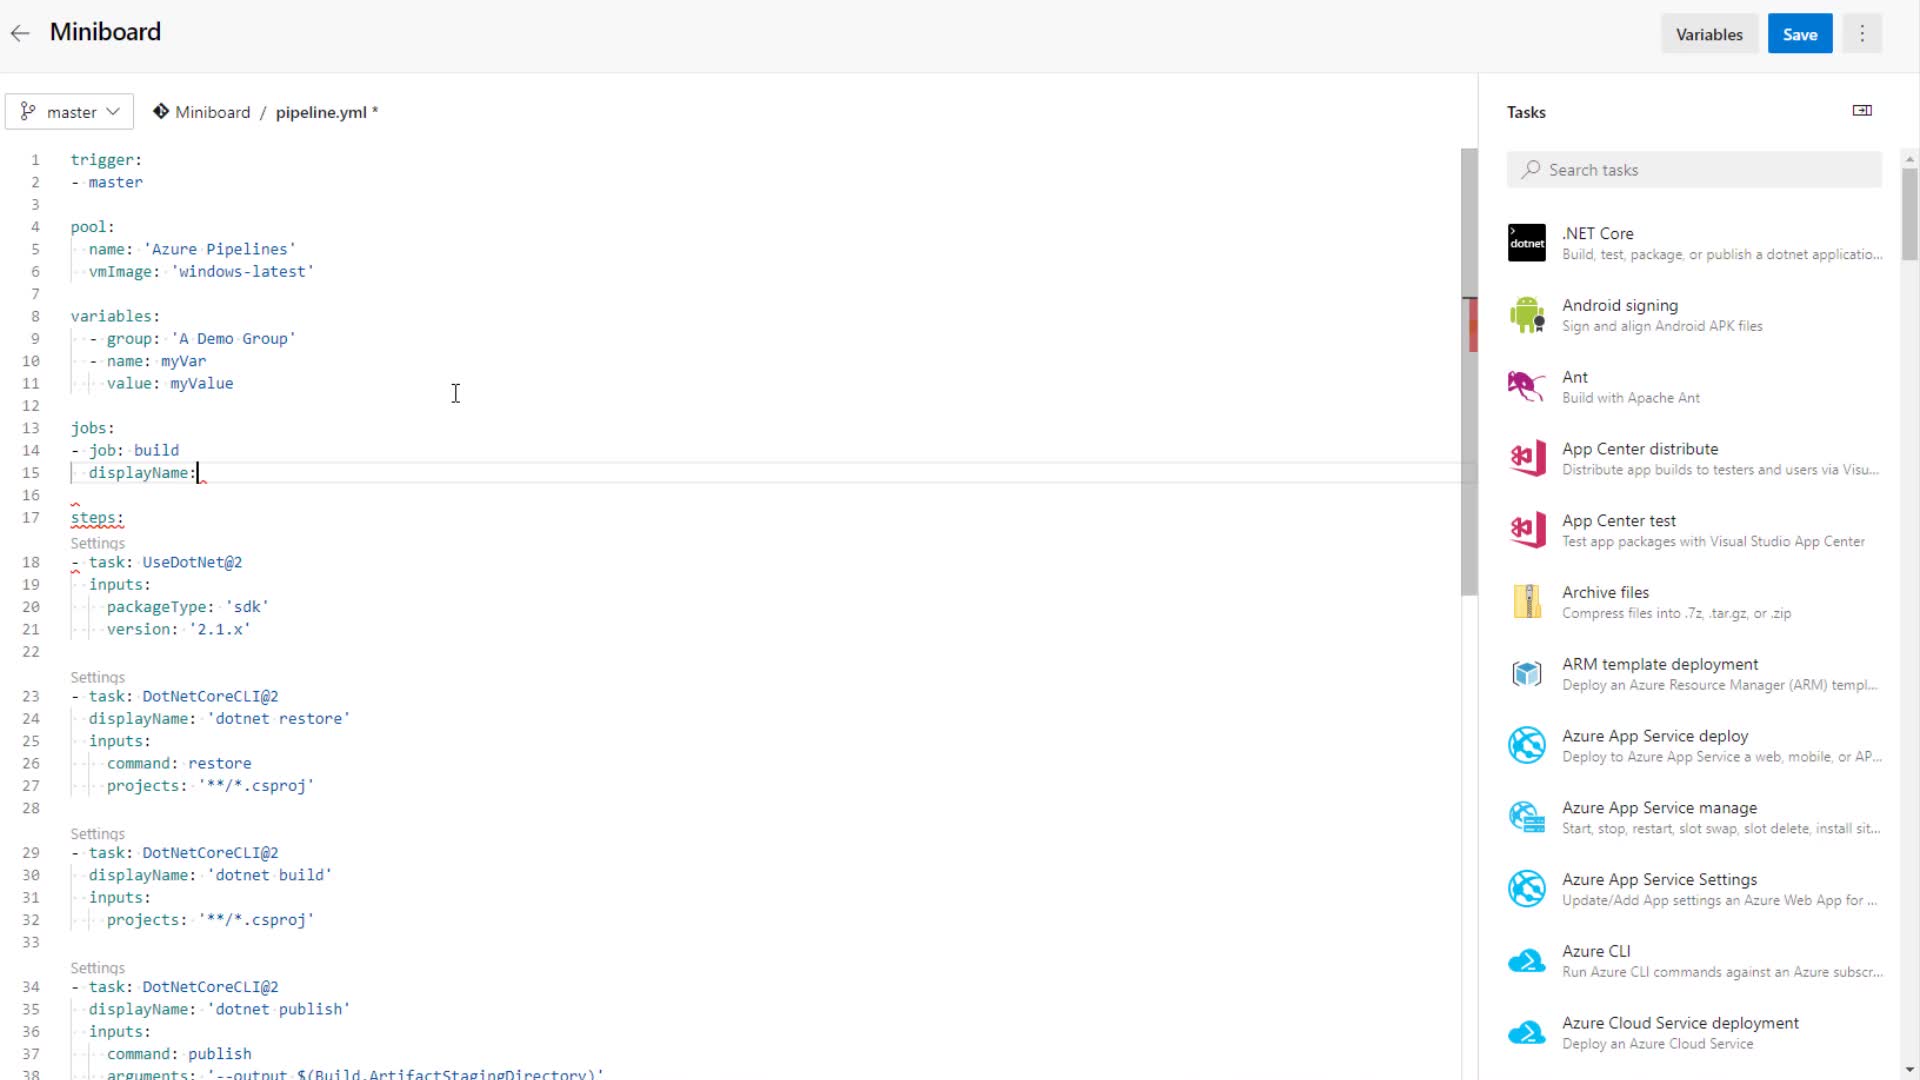 Miniboard
Variables
Save
master
Miniboard / pipeline.yml *
1 trigger:
2 - master
3
4 pool:
5 name: 'Azure Pipelines'
6 vmImage: 'windows-latest'
7
8 variables:
9 - group: 'A Demo Group'
10 - name: myVar
11 value: myValue
12
13 jobs:
14 - job: build
15 displayName:
16
17 steps:
Settings
18 - task: UseDotNet@2
19 inputs:
20 packageType: 'sdk'
21 version: '2.1.x'
22
Settings
23 - task: DotNetCoreCLI@2
24 displayName: 'dotnet restore'
25 inputs:
26 command: restore
27 projects: '**/*.csproj'
28
Settings
29 - task: DotNetCoreCLI@2
30 displayName: 'dotnet build'
31 inputs:
32 projects: '**/*.csproj'
33
Settings
34 - task: DotNetCoreCLI@2
35 displayName: 'dotnet publish'
36 inputs:
37 command: publish
38 arguments: '--output $(Build.ArtifactStagingDirectory)'
Tasks
Search tasks
dotnet
.NET Core
Build, test, package, or publish a dotnet applicatio...
Android signing
Sign and align Android APK files
Ant
Build with Apache Ant
App Center distribute
Distribute app builds to testers and users via Visu...
App Center test
Test app packages with Visual Studio App Center
Archive files
Compress files into .7z, .tar.gz, or .zip
ARM template deployment
Deploy an Azure Resource Manager (ARM) templ...
Azure App Service deploy
Deploy to Azure App Service a web, mobile, or AP...
Azure App Service manage
Start, stop, restart, slot swap, slot delete, install sit...
Azure App Service Settings
Update/Add App settings an Azure Web App for ...
Azure CLI
Run Azure CLI commands against an Azure subscr...
Azure Cloud Service deployment
Deploy an Azure Cloud Service